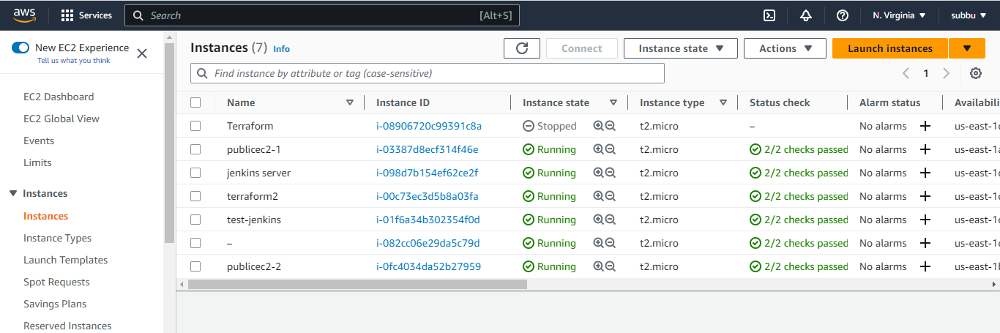 aws Services Search [Alt+S] N. Virginia subbu
New EC2 Experience
Tell us what you think
EC2 Dashboard
EC2 Global View
Events
Limits
Instances
Instances
Instance Types
Launch Templates
Spot Requests
Savings Plans
Reserved Instances
Instances (7) Info Connect Instance state Actions Launch instances
Find instance by attribute or tag (case-sensitive) 1
Name Instance ID Instance state Instance type Status check Alarm status Availabili
Terraform i-08906720c99391c8a Stopped t2.micro – No alarms us-east-1
publicec2-1 i-03387d8ecf314f46e Running t2.micro 2/2 checks passed No alarms us-east-1a
jenkins server i-098d7b154ef62ce2f Running t2.micro 2/2 checks passed No alarms us-east-1
terraform2 i-00c73ec3d5b8a03fa Running t2.micro 2/2 checks passed No alarms us-east-1
test-jenkins i-01f6a34b302354f0d Running t2.micro 2/2 checks passed No alarms us-east-1
– i-082cc06e29da5c79d Running t2.micro 2/2 checks passed No alarms us-east-1
publicec2-2 i-0fc4034da52b27959 Running t2.micro 2/2 checks passed No alarms us-east-1